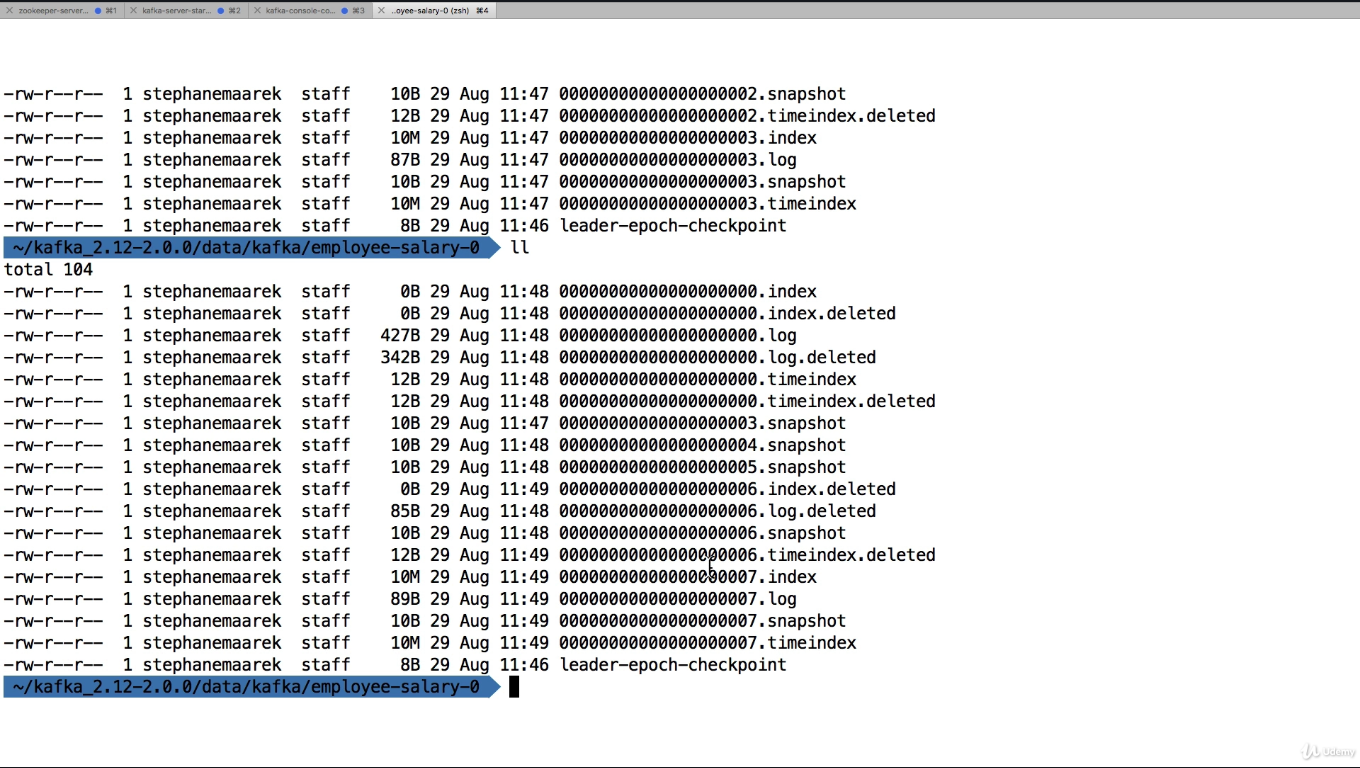 zookeeper-server... ⌘1 kafka-server-star... ⌘2 kafka-console-co... ⌘3 ..oyee-salary-0 (zsh) ⌘4
-rw-r--r-- 1 stephanemaarek staff 10B 29 Aug 11:47 00000000000000000002.snapshot
-rw-r--r-- 1 stephanemaarek staff 12B 29 Aug 11:47 00000000000000000002.timeindex.deleted
-rw-r--r-- 1 stephanemaarek staff 10M 29 Aug 11:47 00000000000000000003.index
-rw-r--r-- 1 stephanemaarek staff 87B 29 Aug 11:47 00000000000000000003.log
-rw-r--r-- 1 stephanemaarek staff 10B 29 Aug 11:47 00000000000000000003.snapshot
-rw-r--r-- 1 stephanemaarek staff 10M 29 Aug 11:47 00000000000000000003.timeindex
-rw-r--r-- 1 stephanemaarek staff 8B 29 Aug 11:46 leader-epoch-checkpoint
~/kafka_2.12-2.0.0/data/kafka/employee-salary-0 ll
total 104
-rw-r--r-- 1 stephanemaarek staff 0B 29 Aug 11:48 00000000000000000000.index
-rw-r--r-- 1 stephanemaarek staff 0B 29 Aug 11:48 00000000000000000000.index.deleted
-rw-r--r-- 1 stephanemaarek staff 427B 29 Aug 11:48 00000000000000000000.log
-rw-r--r-- 1 stephanemaarek staff 342B 29 Aug 11:48 00000000000000000000.log.deleted
-rw-r--r-- 1 stephanemaarek staff 12B 29 Aug 11:48 00000000000000000000.timeindex
-rw-r--r-- 1 stephanemaarek staff 12B 29 Aug 11:48 00000000000000000000.timeindex.deleted
-rw-r--r-- 1 stephanemaarek staff 10B 29 Aug 11:47 00000000000000000003.snapshot
-rw-r--r-- 1 stephanemaarek staff 10B 29 Aug 11:48 00000000000000000004.snapshot
-rw-r--r-- 1 stephanemaarek staff 10B 29 Aug 11:48 00000000000000000005.snapshot
-rw-r--r-- 1 stephanemaarek staff 0B 29 Aug 11:49 00000000000000000006.index.deleted
-rw-r--r-- 1 stephanemaarek staff 85B 29 Aug 11:48 00000000000000000006.log.deleted
-rw-r--r-- 1 stephanemaarek staff 10B 29 Aug 11:48 00000000000000000006.snapshot
-rw-r--r-- 1 stephanemaarek staff 12B 29 Aug 11:49 00000000000000000006.timeindex.deleted
-rw-r--r-- 1 stephanemaarek staff 10M 29 Aug 11:49 00000000000000000007.index
-rw-r--r-- 1 stephanemaarek staff 89B 29 Aug 11:49 00000000000000000007.log
-rw-r--r-- 1 stephanemaarek staff 10B 29 Aug 11:49 00000000000000000007.snapshot
-rw-r--r-- 1 stephanemaarek staff 10M 29 Aug 11:49 00000000000000000007.timeindex
-rw-r--r-- 1 stephanemaarek staff 8B 29 Aug 11:46 leader-epoch-checkpoint
~/kafka_2.12-2.0.0/data/kafka/employee-salary-0
Udemy